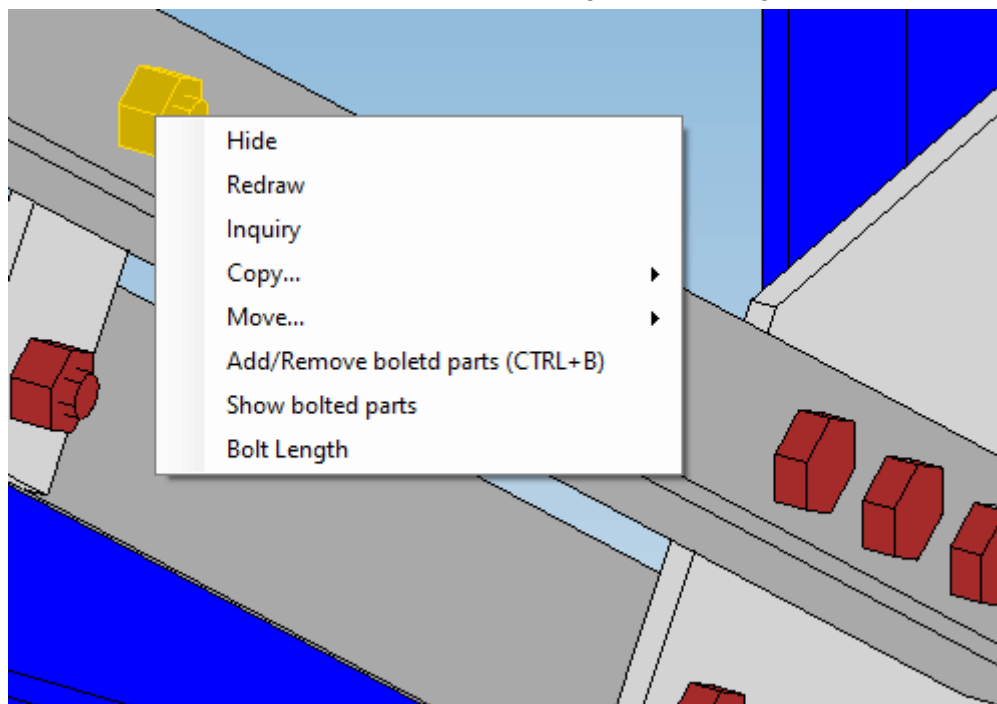 Hide
Redraw
Inquiry
Copy...
Move...
Add/Remove boletd parts (CTRL+B)
Show bolted parts
Bolt Length